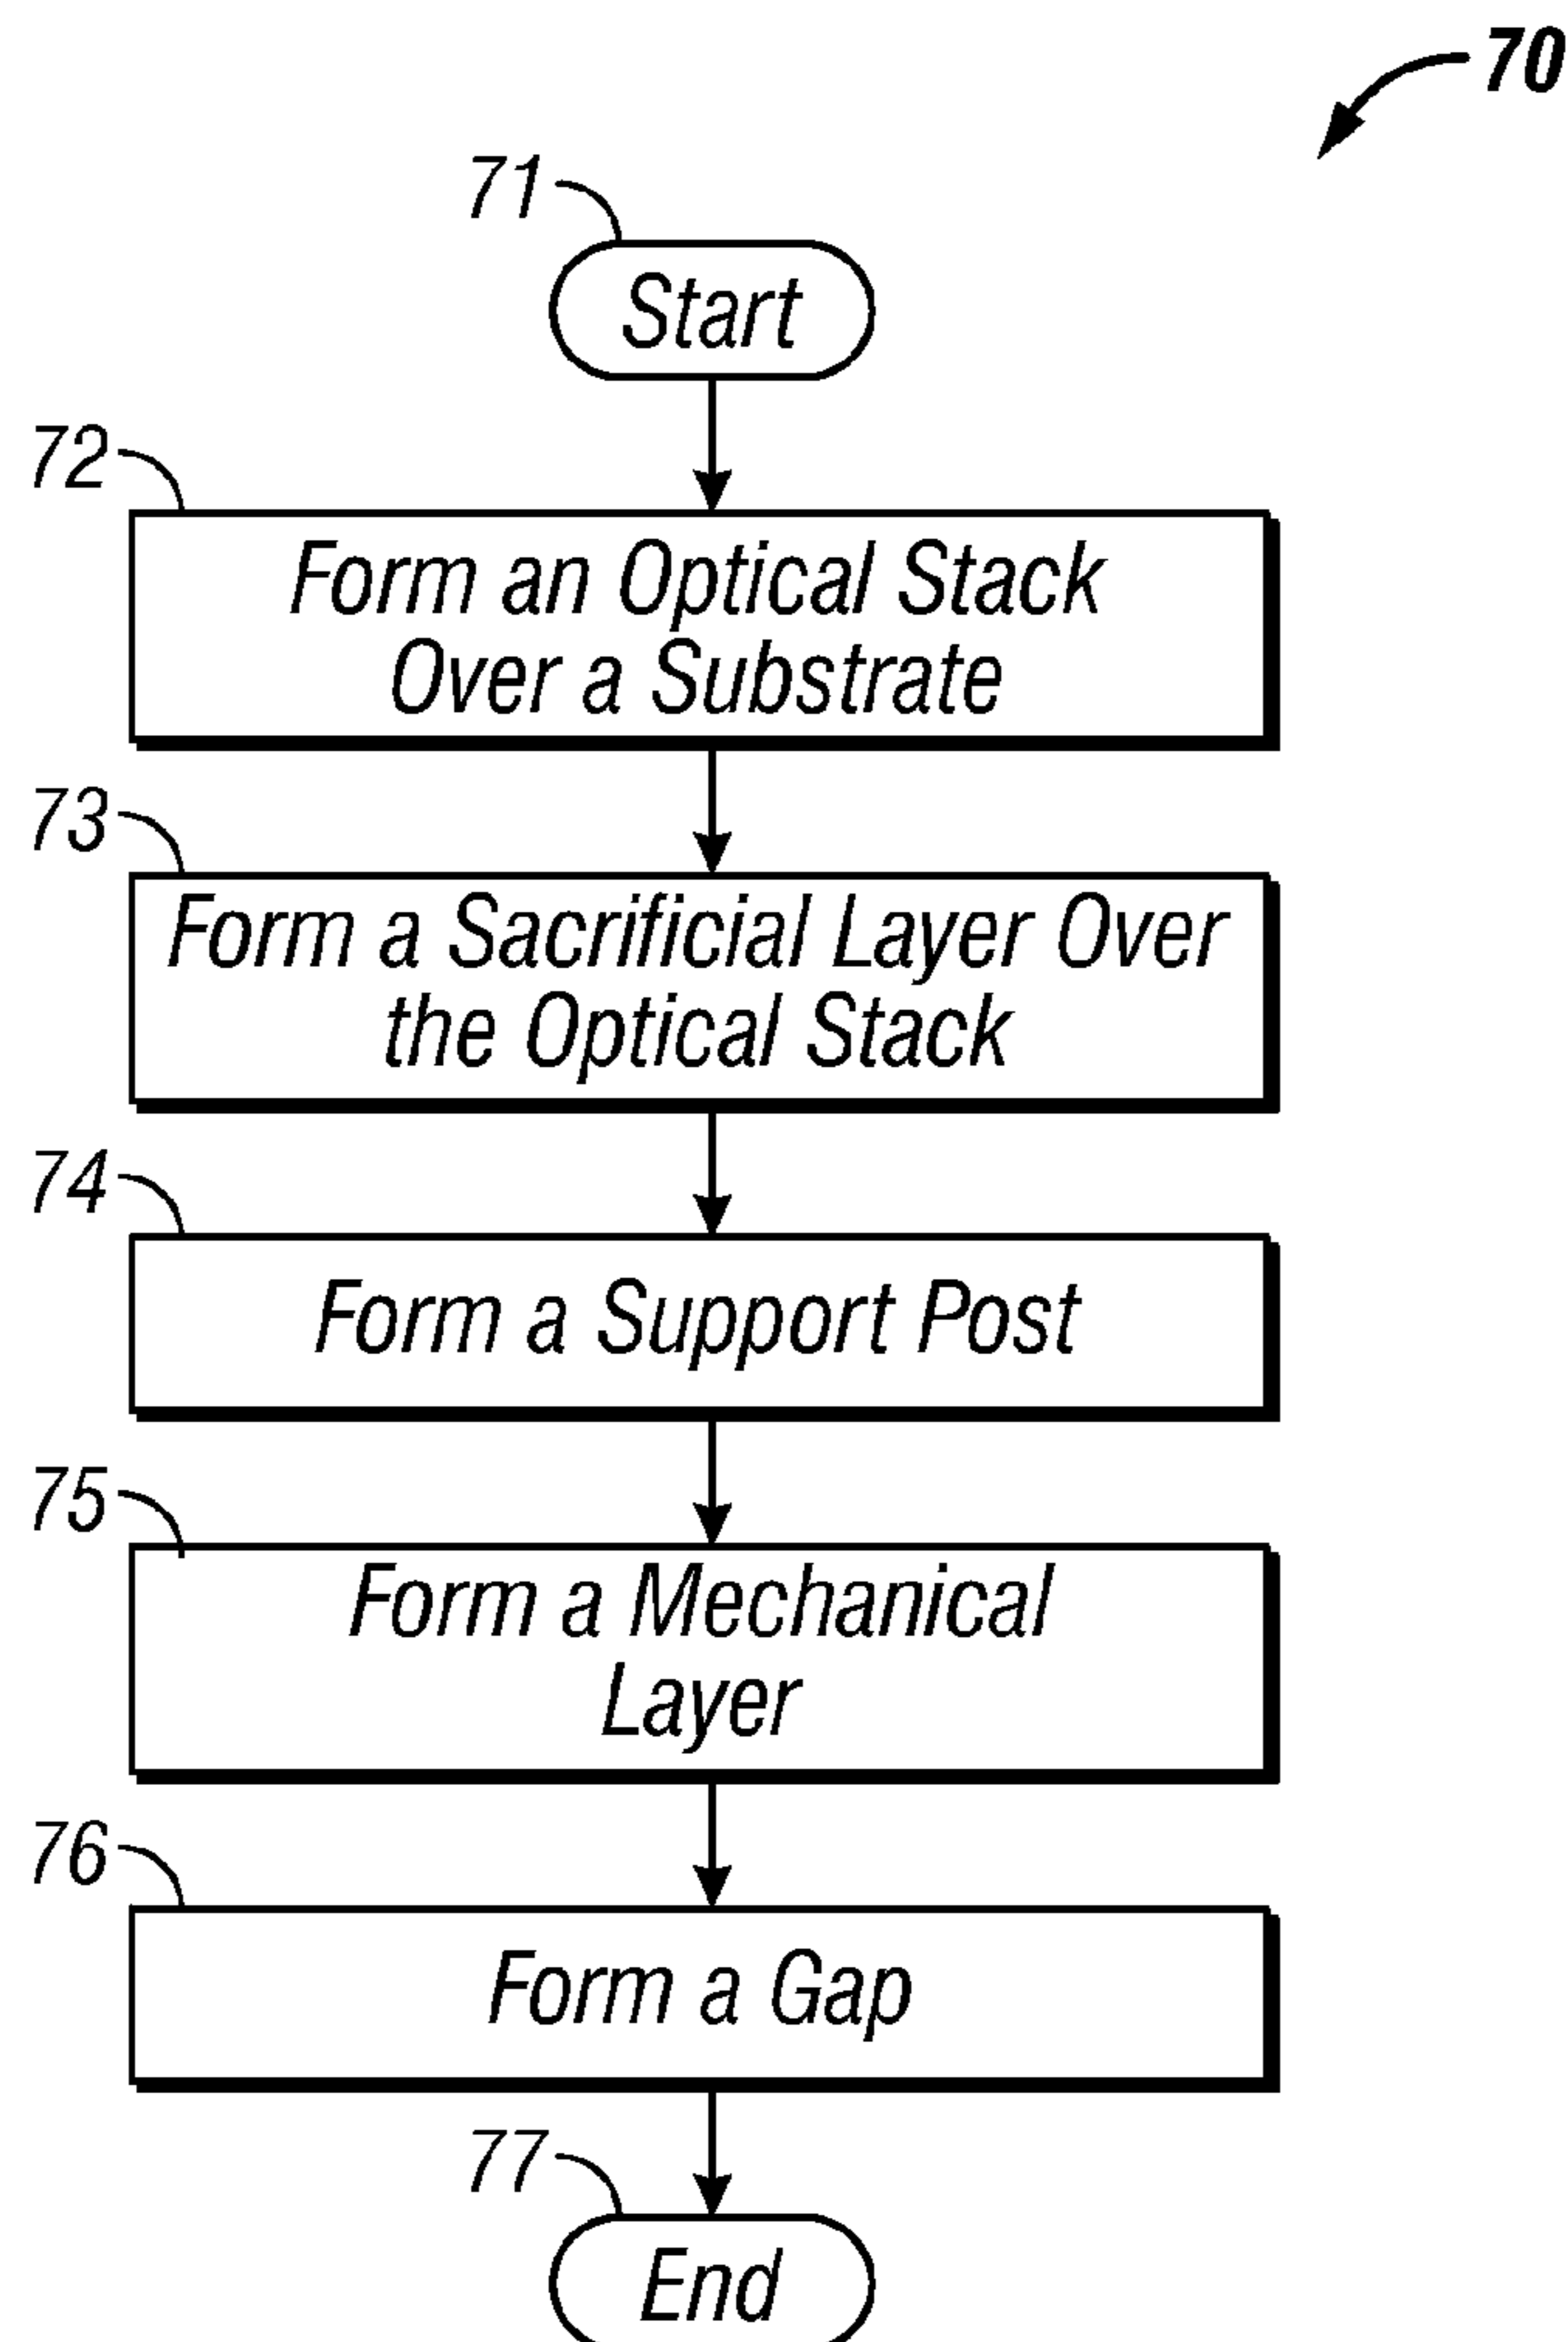 70
71
Start
72
Form an Optical Stack
Over a Substrate
73
Form a Sacrificial Layer Over
the Optical Stack
74
Form a Support Post
75
Form a Mechanical
Layer
76
Form a Gap
77
End